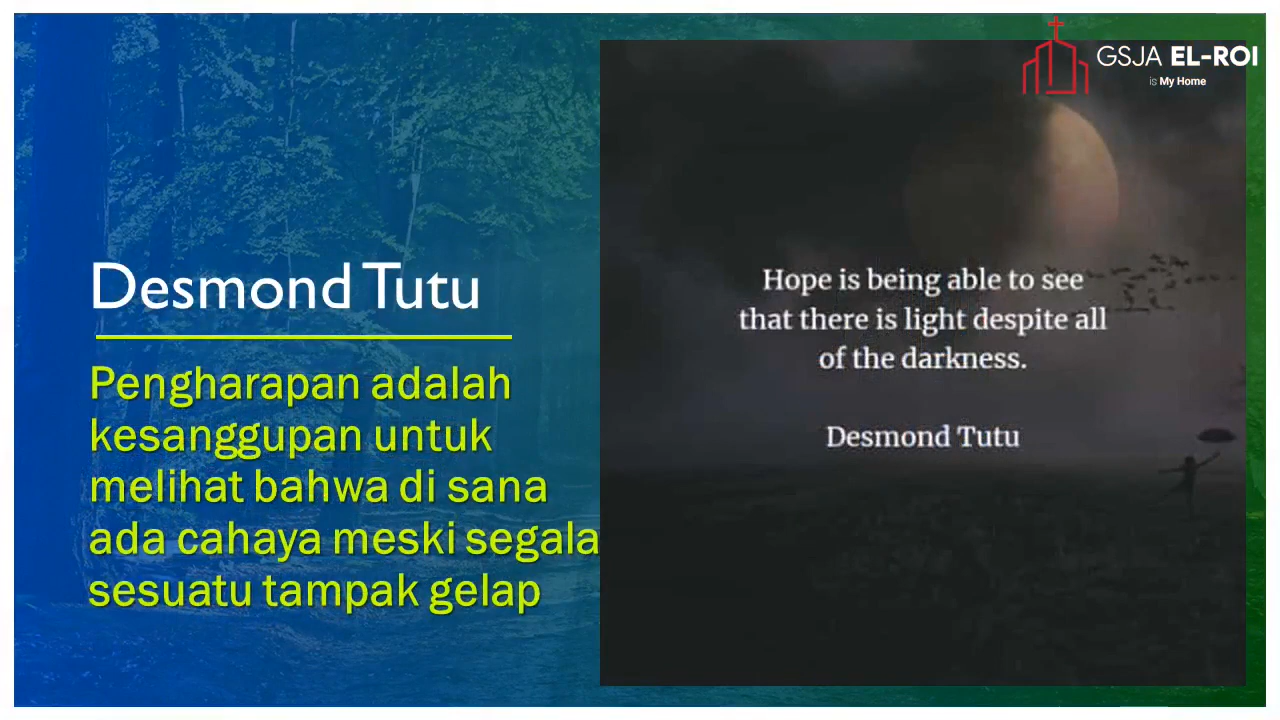 GSJA EL-ROI
is My Home
Desmond Tutu
Pengharapan adalah
kesanggupan untuk
melihat bahwa di sana
ada cahaya meski segala
sesuatu tampak gelap
Hope is being able to see
that there is light despite all
of the darkness.
Desmond Tutu